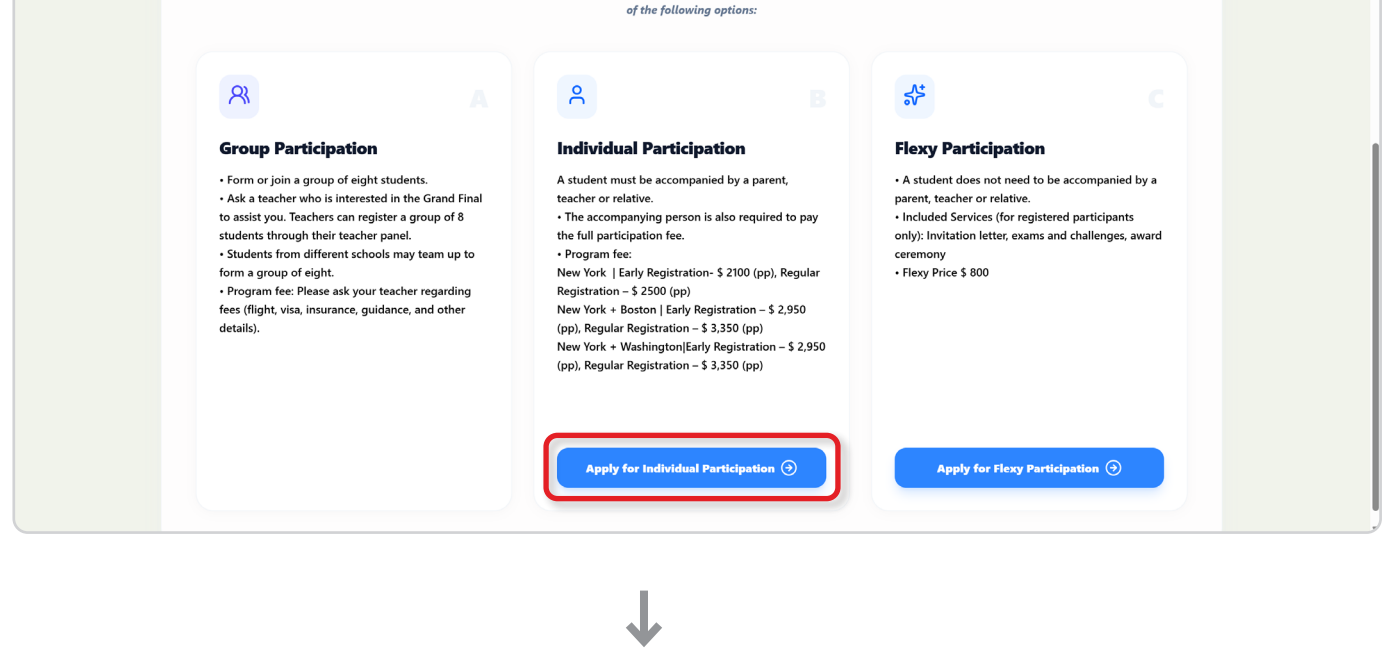 of the following options:
A
Group Participation
• Form or join a group of eight students.
• Ask a teacher who is interested in the Grand Final
to assist you. Teachers can register a group of 8
students through their teacher panel.
• Students from different schools may team up to
form a group of eight.
• Program fee: Please ask your teacher regarding
fees (flight, visa, insurance, guidance, and other
details).
B
Individual Participation
A student must be accompanied by a parent,
teacher or relative.
• The accompanying person is also required to pay
the full participation fee.
• Program fee:
New York | Early Registration- $ 2100 (pp), Regular
Registration – $ 2500 (pp)
New York + Boston | Early Registration – $ 2,950
(pp), Regular Registration – $ 3,350 (pp)
New York + Washington|Early Registration – $ 2,950
(pp), Regular Registration – $ 3,350 (pp)
Apply for Individual Participation
C
Flexy Participation
• A student does not need to be accompanied by a
parent, teacher or relative.
• Included Services (for registered participants
only): Invitation letter, exams and challenges, award
ceremony
• Flexy Price $ 800
Apply for Flexy Participation